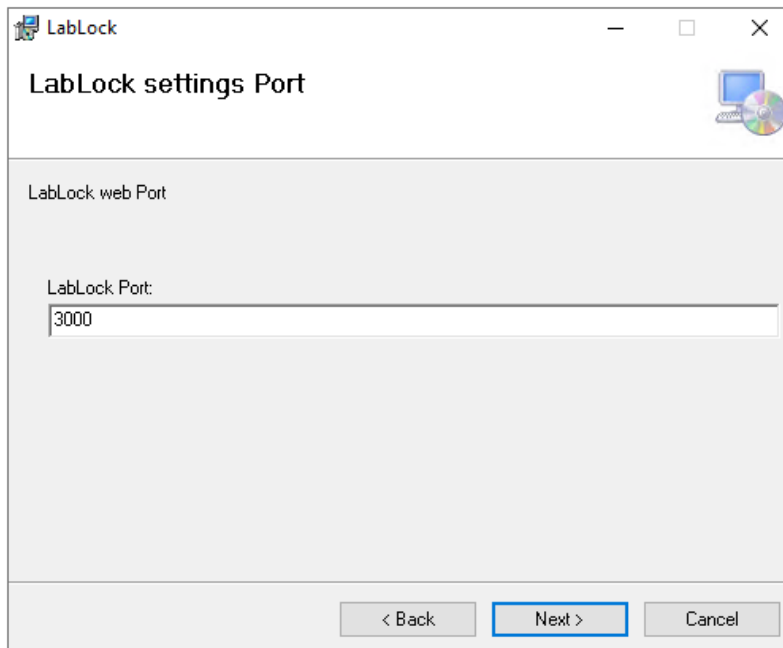 LabLock
LabLock settings Port
LabLock web Port
LabLock Port:
3000
< Back
Next >
Cancel